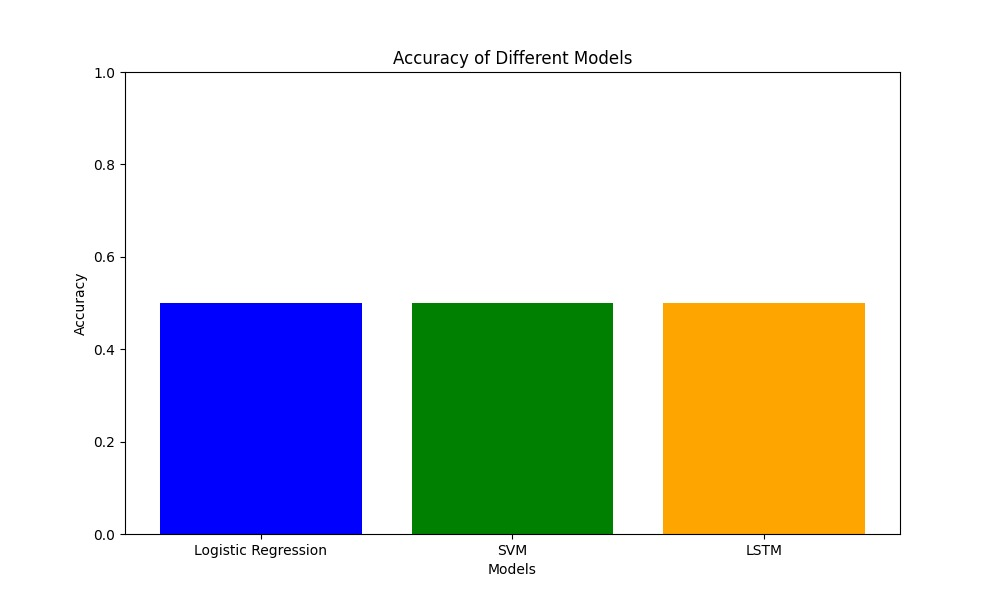 Accuracy of Different Models
1.0
0.8
0.6
0.4
0.2
0.0
Accuracy
Logistic Regression SVM LSTM
Models